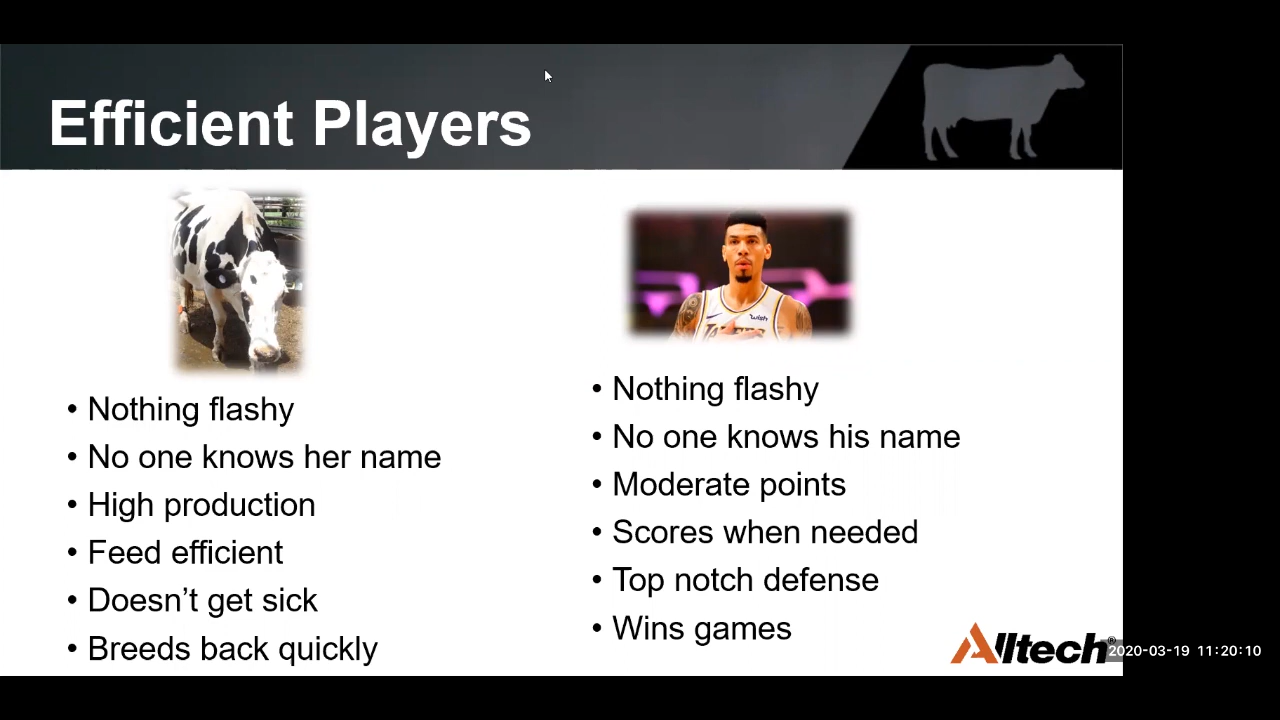 Efficient Players
wish
• Nothing flashy
• No one knows her name
• High production
• Feed efficient
• Doesn’t get sick
• Breeds back quickly
• Nothing flashy
• No one knows his name
• Moderate points
• Scores when needed
• Top notch defense
• Wins games
Alltech®
2020-03-19 11:20:10